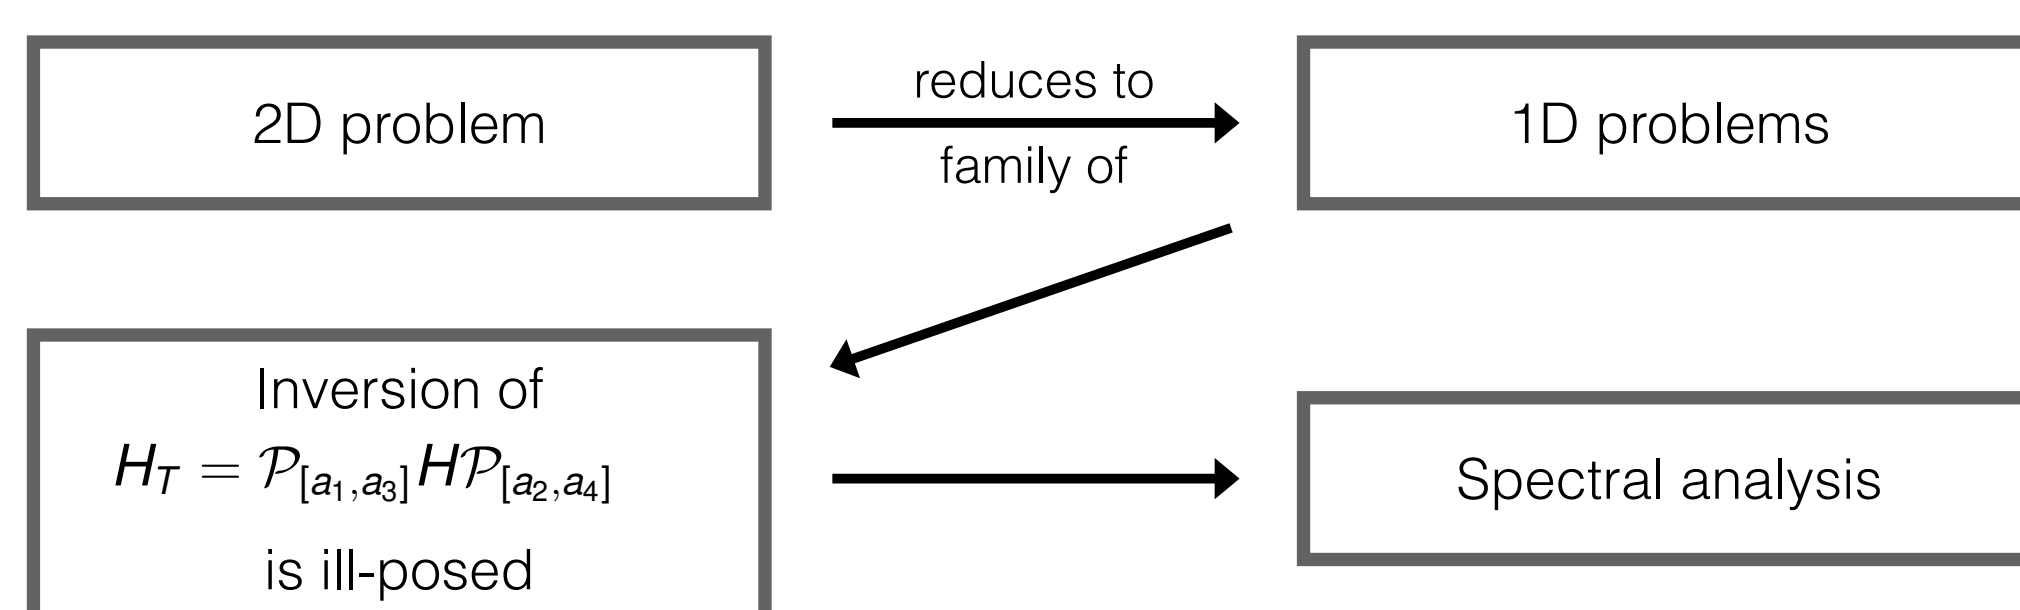 2D problem
reduces to
family of
1D problems
Inversion of
$H_T = \mathcal{P}_{[a_1,a_3]} H \mathcal{P}_{[a_2,a_4]}$
is ill-posed
Spectral analysis